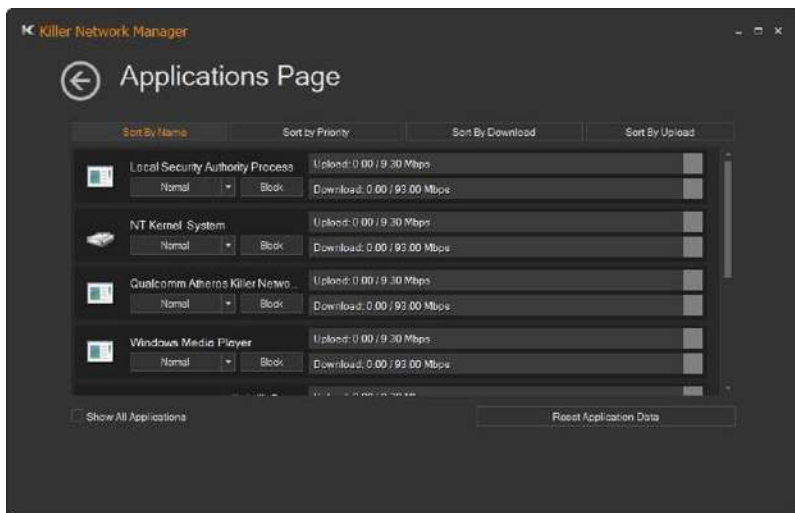 Killer Network Manager
Applications Page
Sort By Name Sort by Priority Sort By Download Sort By Upload
Local Security Authority Process
Upload: 0.00 / 9.30 Mbps
Normal Block
Download: 0.00 / 93.00 Mbps
NT Kernel System
Upload: 0.00 / 9.30 Mbps
Normal Block
Download: 0.00 / 93.00 Mbps
Qualcomm Atheros Killer Netwo...
Upload: 0.00 / 9.30 Mbps
Normal Block
Download: 0.00 / 93.00 Mbps
Windows Media Player
Upload: 0.00 / 9.30 Mbps
Normal Block
Download: 0.00 / 93.00 Mbps
Show All Applications Reset Application Data